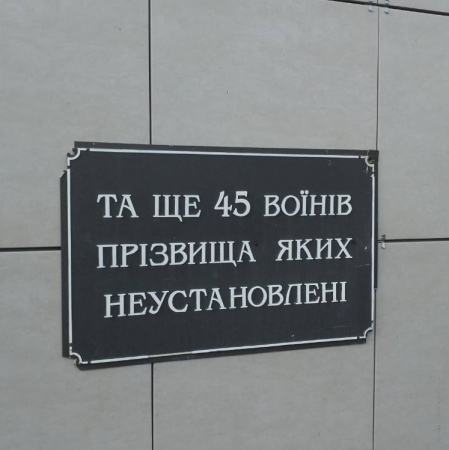 ТА ЩЕ 45 ВОЇНІВ
ПРІЗВИЩА ЯКИХ
НЕУСТАНОВЛЕНІ